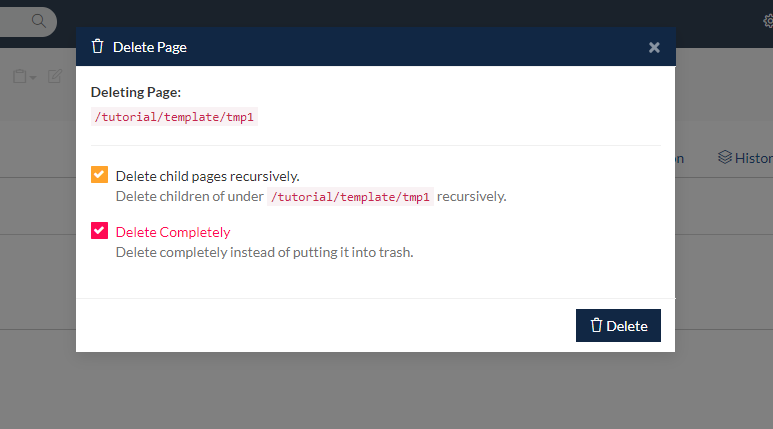 Delete Page
Deleting Page:
/tutorial/template/tmp1
on
Histor
Delete child pages recursively.
Delete children of under /tutorial/template/tmp1 recursively.
Delete Completely
Delete completely instead of putting it into trash.
Delete